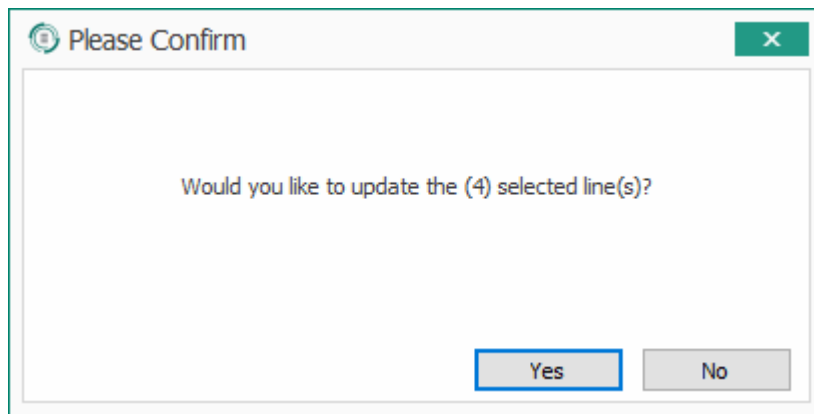 Please Confirm
Would you like to update the (4) selected line(s)?
Yes
No